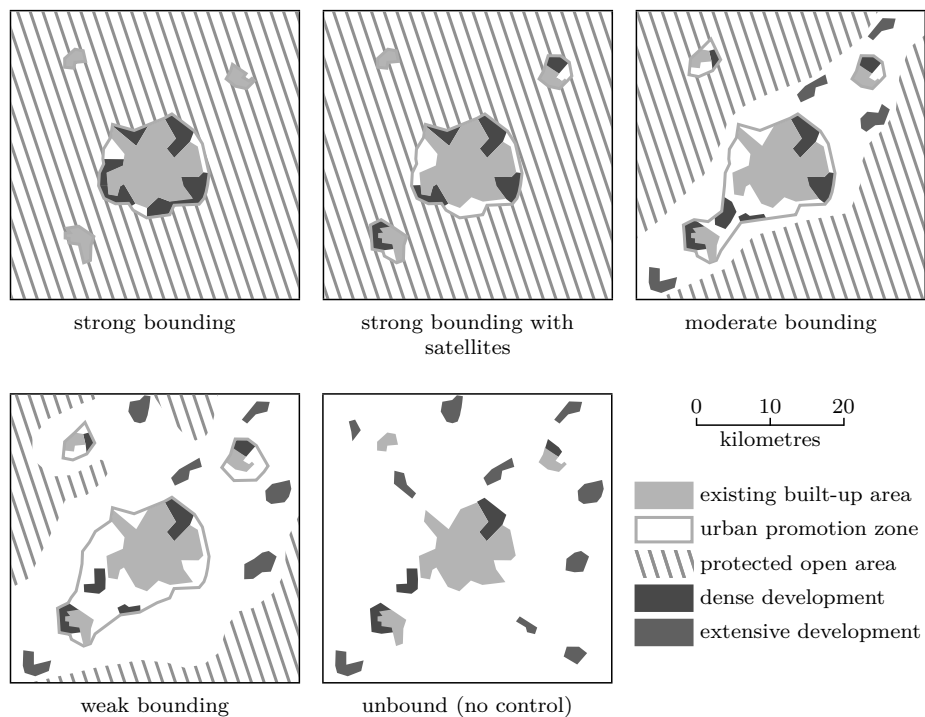 strong bounding
strong bounding with
satellites
moderate bounding
0 10 20
kilometres
existing built-up area
urban promotion zone
protected open area
dense development
extensive development
weak bounding
unbound (no control)